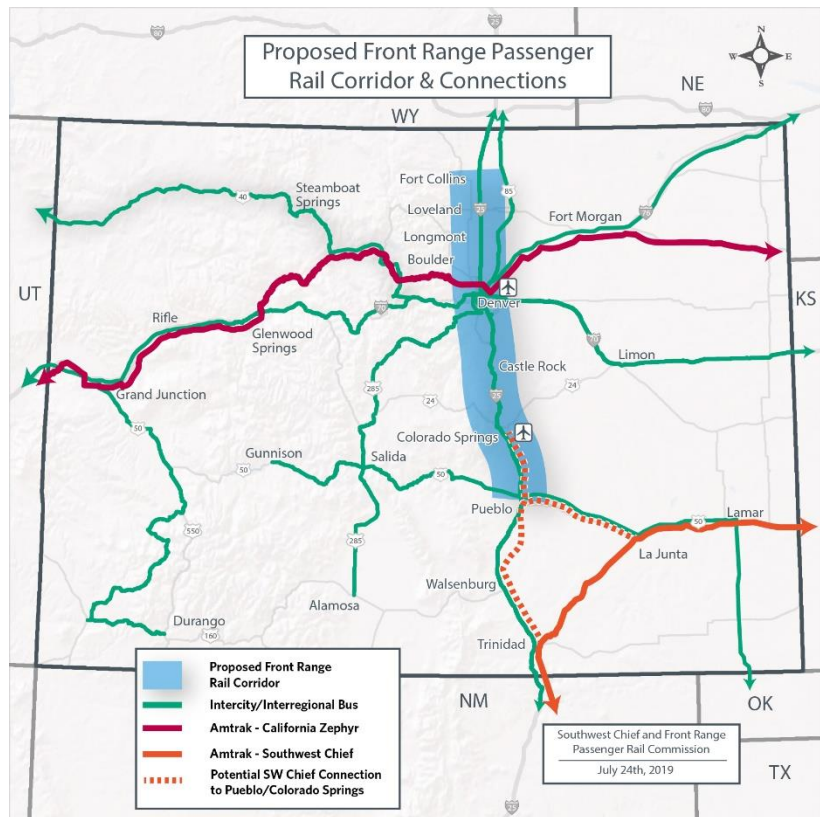 Proposed Front Range Passenger
Rail Corridor & Connections
N
W
E
S
80
25
NE
WY
80
Steamboat
Springs
40
Fort Collins
Loveland
25
85
Longmont
Boulder
Fort Morgan
76
UT
KS
Denver
70
Rifle
Glenwood
Springs
Castle Rock
Limon
70
Grand Junction
285
24
25
24
50
Colorado Springs
Gunnison
50
Salida
50
Pueblo
Lamar
50
La Junta
550
285
Walsenburg
Alamosa
Durango
160
Trinidad
Proposed Front Range
Rail Corridor
Intercity/Interregional Bus
Amtrak - California Zephyr
Amtrak - Southwest Chief
Potential SW Chief Connection
to Pueblo/Colorado Springs
NM
OK
Southwest Chief and Front Range
Passenger Rail Commission
July 24th, 2019
TX
25